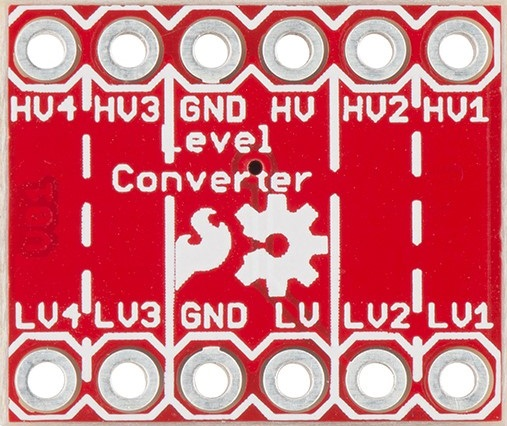 HV4 HV3 GND HV HV2 HV1
Level
Converter
LV4 LV3 GND LV LV2 LV1